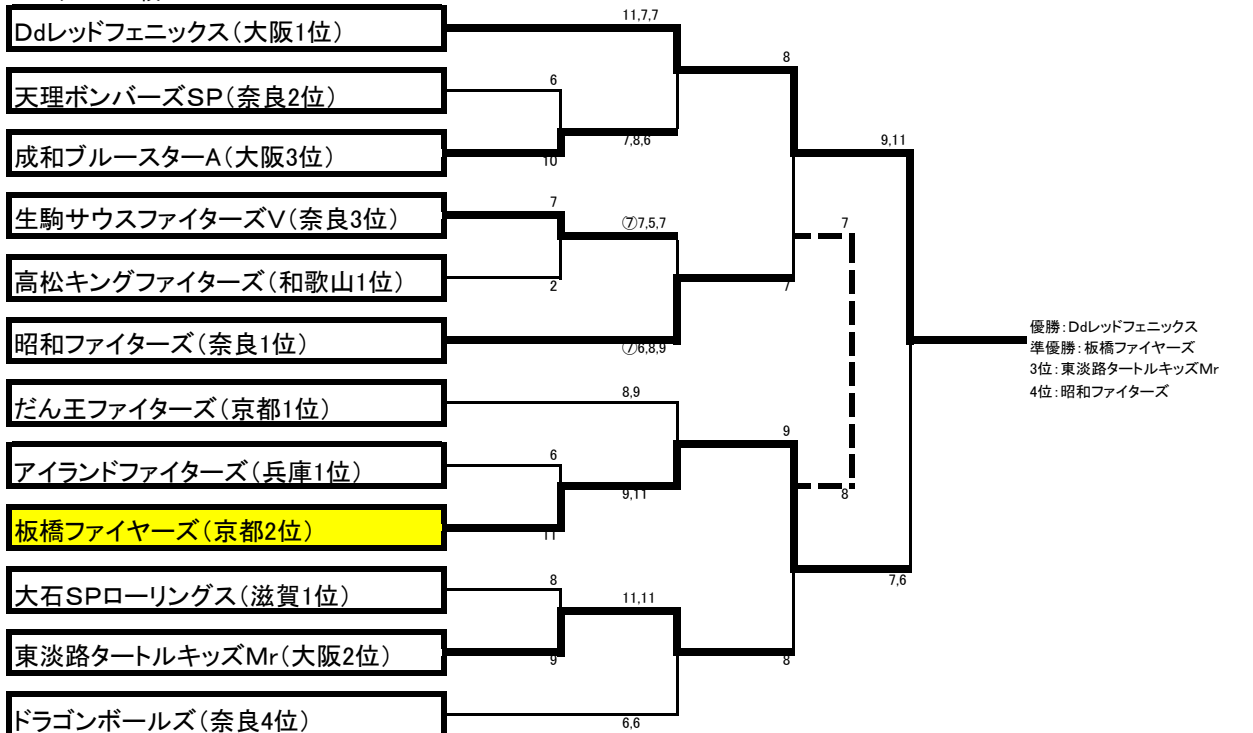 Ddレッドフェニックス(大阪1位)
天理ボンバーズSP(奈良2位)
成和ブルースターA(大阪3位)
生駒サウスファイターズV(奈良3位)
高松キングファイターズ(和歌山1位)
昭和ファイターズ(奈良1位)
だん王ファイターズ(京都1位)
アイランドファイターズ(兵庫1位)
板橋ファイヤーズ(京都2位)
大石SPローリングス(滋賀1位)
東淡路タートルキッズMr(大阪2位)
ドラゴンボールズ(奈良4位)
6
10
7
2
6
11
8
9
11,7,7
7,8,6
⑦7,5,7
⑦6,8,9
8,9
9,11
11,11
6,6
8
7
9
8
7
8
9,11
7,6
優勝:Ddレッドフェニックス
準優勝:板橋ファイヤーズ
3位:東淡路タートルキッズMr
4位:昭和ファイターズ